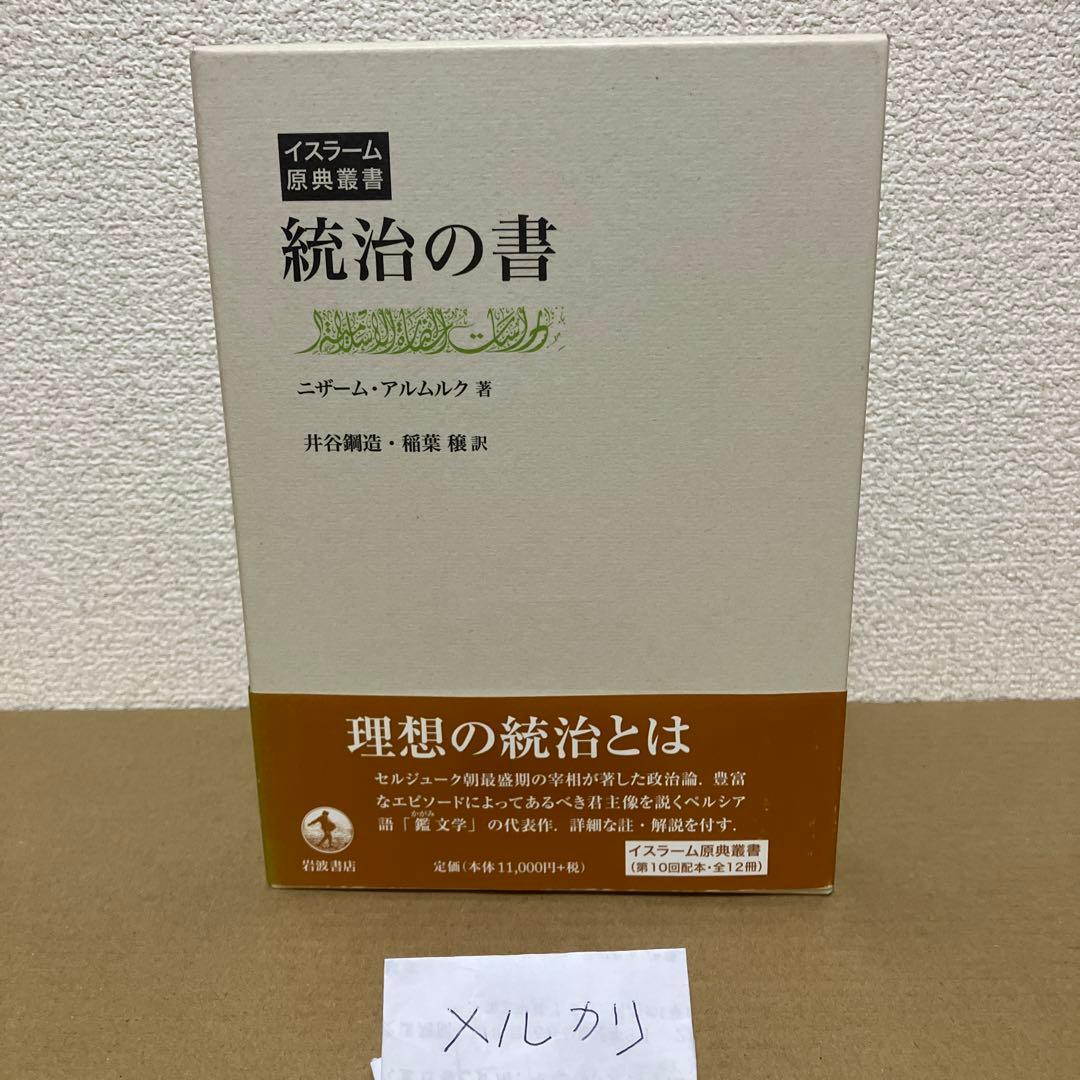 イスラーム
原典叢書
統治の書
ニザーム・アルムルク 著
井谷鋼造・稲葉 穣 訳
理想の統治とは
セルジューク朝最盛期の宰相が著した政治論．豊富
なエピソードによってあるべき君主像を説くペルシア
語「鑑文学」の代表作．詳細な註・解説を付す．
かがみ
岩波書店
定価（本体11,000円+税）
イスラーム原典叢書
（第10回配本・全12冊）
メルカリ